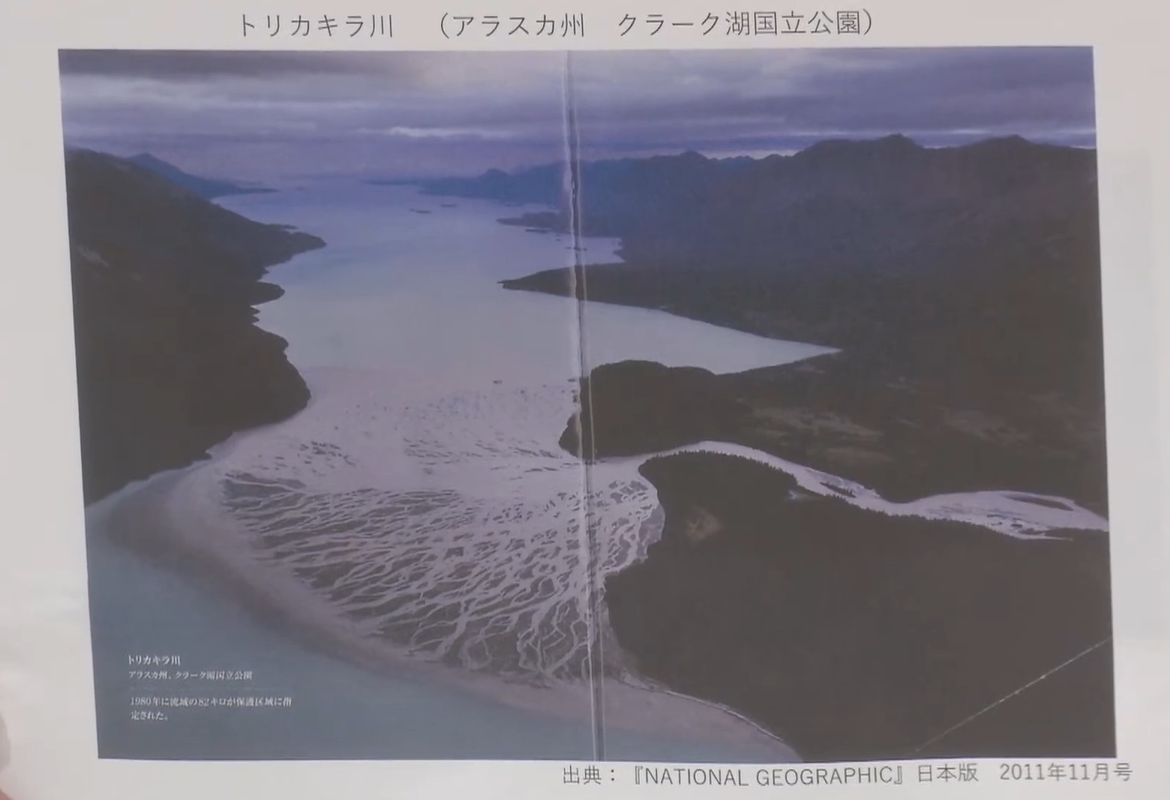 トリカキラ川　（アラスカ州　クラーク湖国立公園）
トリカキラ川
アラスカ州、クラーク湖国立公園
1980年に流域の82キロが保護区域に指
定された。
出典：『NATIONAL GEOGRAPHIC』日本版　2011年11月号